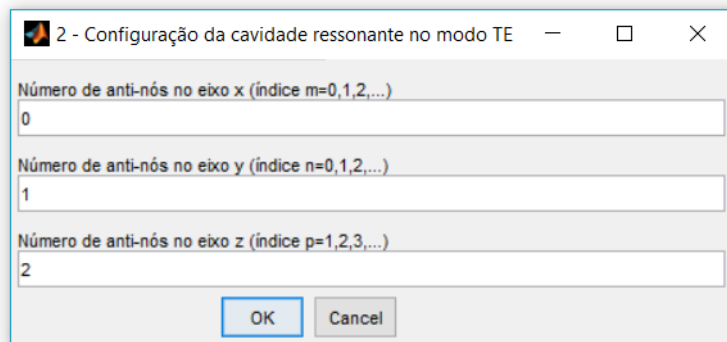 2 - Configuração da cavidade ressonante no modo TE
Número de anti-nós no eixo x (índice m=0,1,2,...)
0
Número de anti-nós no eixo y (índice n=0,1,2,...)
1
Número de anti-nós no eixo z (índice p=1,2,3,...)
2
OK Cancel